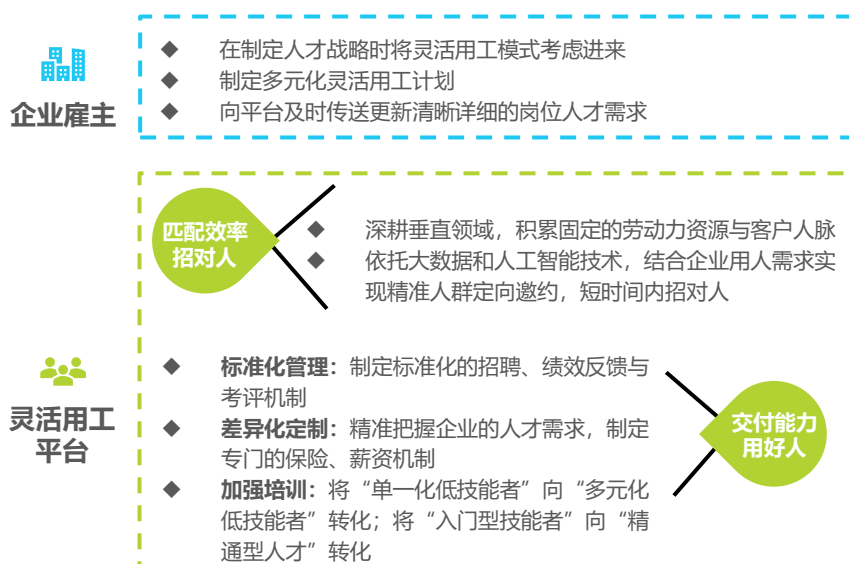 企业雇主
◆ 在制定人才战略时将灵活用工模式考虑进来
◆ 制定多元化灵活用工计划
◆ 向平台及时传送更新清晰详细的岗位人才需求
匹配效率
招对人
◆ 深耕垂直领域，积累固定的劳动力资源与客户人脉
◆ 依托大数据和人工智能技术，结合企业用人需求实
现精准人群定向邀约，短时间内招对人
灵活用工
平台
◆ 标准化管理：制定标准化的招聘、绩效反馈与
考评机制
◆ 差异化定制：精准把握企业的人才需求，制定
专门的保险、薪资机制
◆ 加强培训：将“单一化低技能者”向“多元化
低技能者”转化；将“入门型技能者”向“精
通型人才”转化
交付能力
用好人